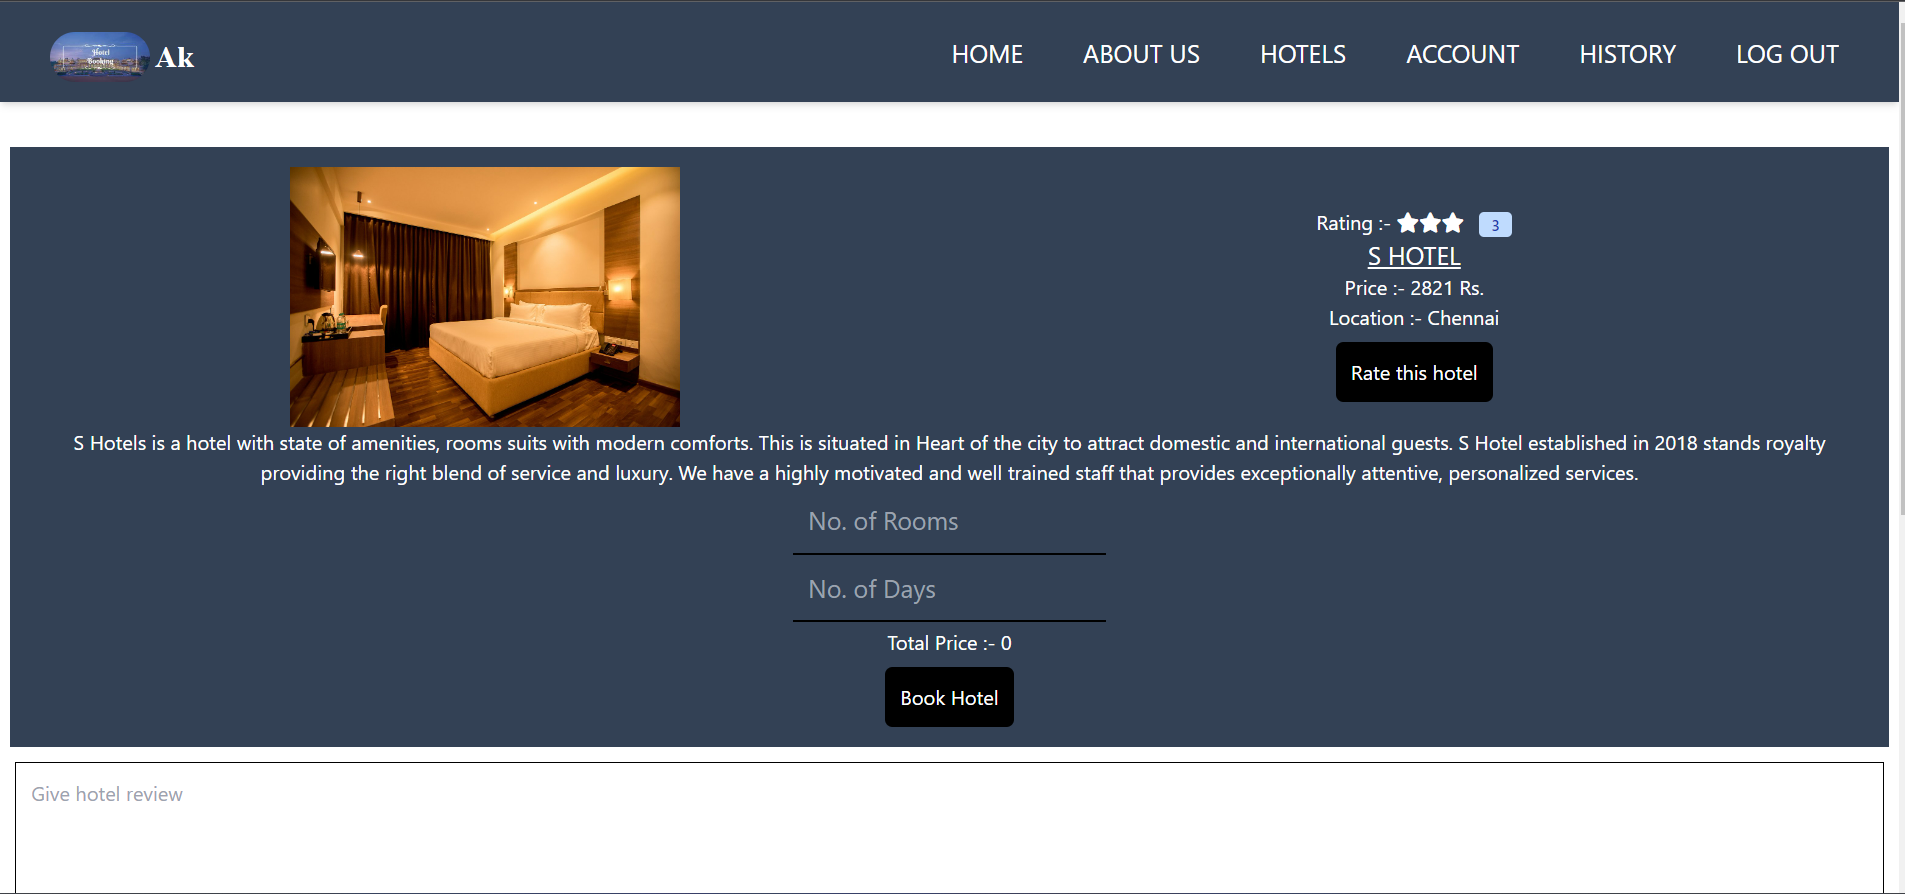 Hotel
Booking
Ak
HOME
ABOUT US
HOTELS
ACCOUNT
HISTORY
LOG OUT
Rating :-
3
S HOTEL
Price :- 2821 Rs.
Location :- Chennai
Rate this hotel
S Hotels is a hotel with state of amenities, rooms suits with modern comforts. This is situated in Heart of the city to attract domestic and international guests. S Hotel established in 2018 stands royalty
providing the right blend of service and luxury. We have a highly motivated and well trained staff that provides exceptionally attentive, personalized services.
No. of Rooms
No. of Days
Total Price :- 0
Book Hotel
Give hotel review